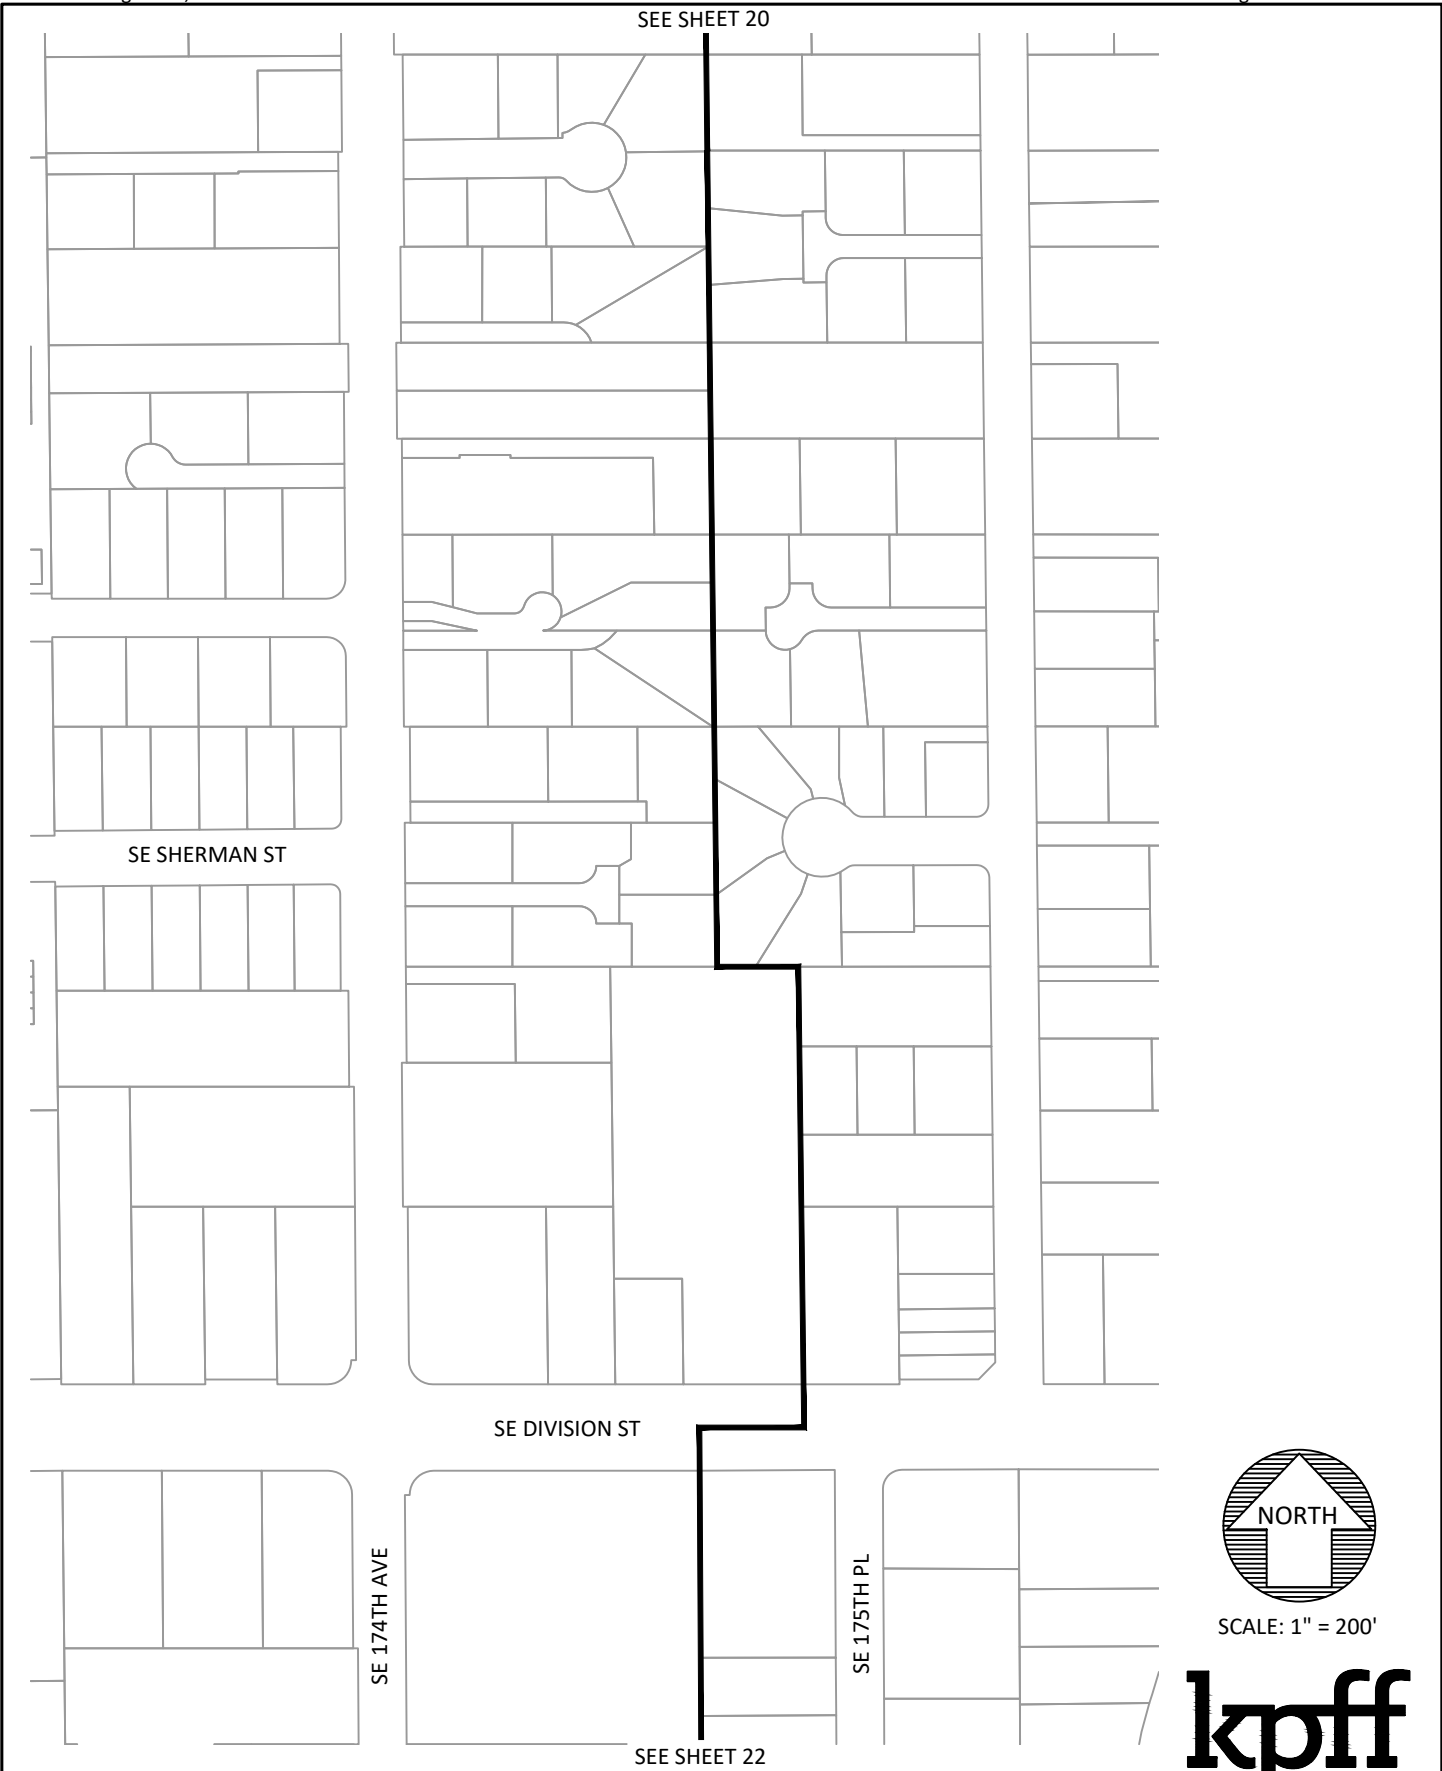 SEE SHEET 20
SE SHERMAN ST
SE DIVISION ST
SE 174TH AVE
SE 175TH PL
NORTH
SCALE: 1" = 200'
kpff
SEE SHEET 22